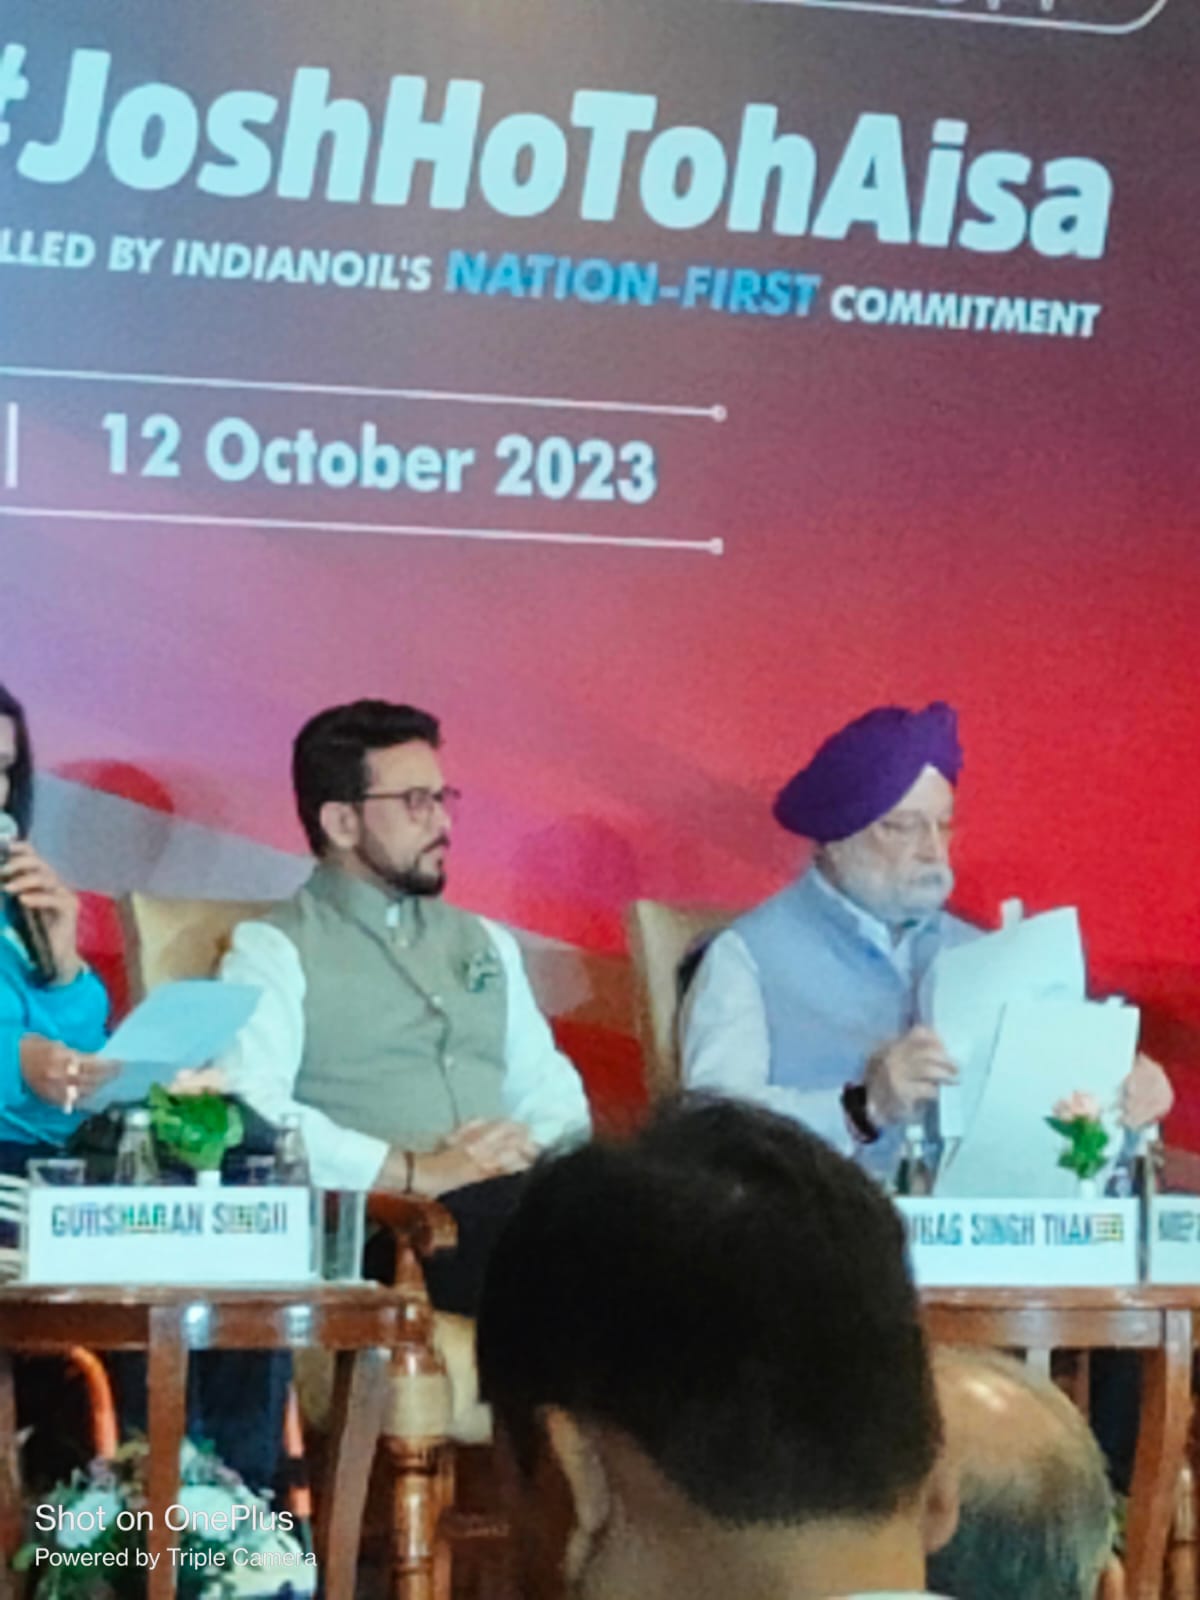 #JoshHoTohAisa
LLED BY INDIANOIL'S NATION-FIRST COMMITMENT
| 12 October 2023
GURSHARAN SINGH
SINGH
Shot on OnePlus
Powered by Triple Camera